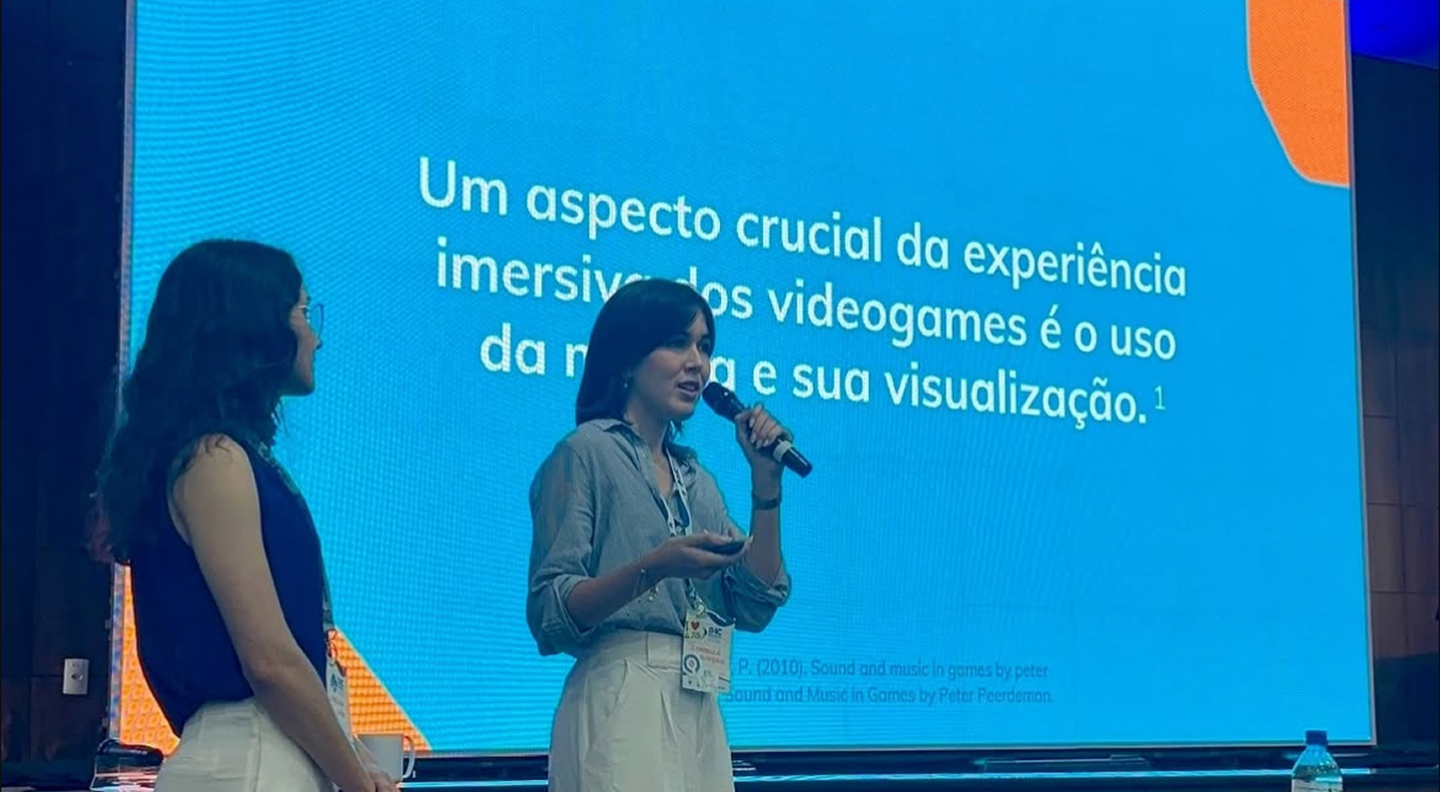 Um aspecto crucial da experiência
imersiva dos videogames é o uso
da e sua visualização.¹
P. (2010). Sound and music in games by peter
Sound and Music in Games by Peter Peerdeman.